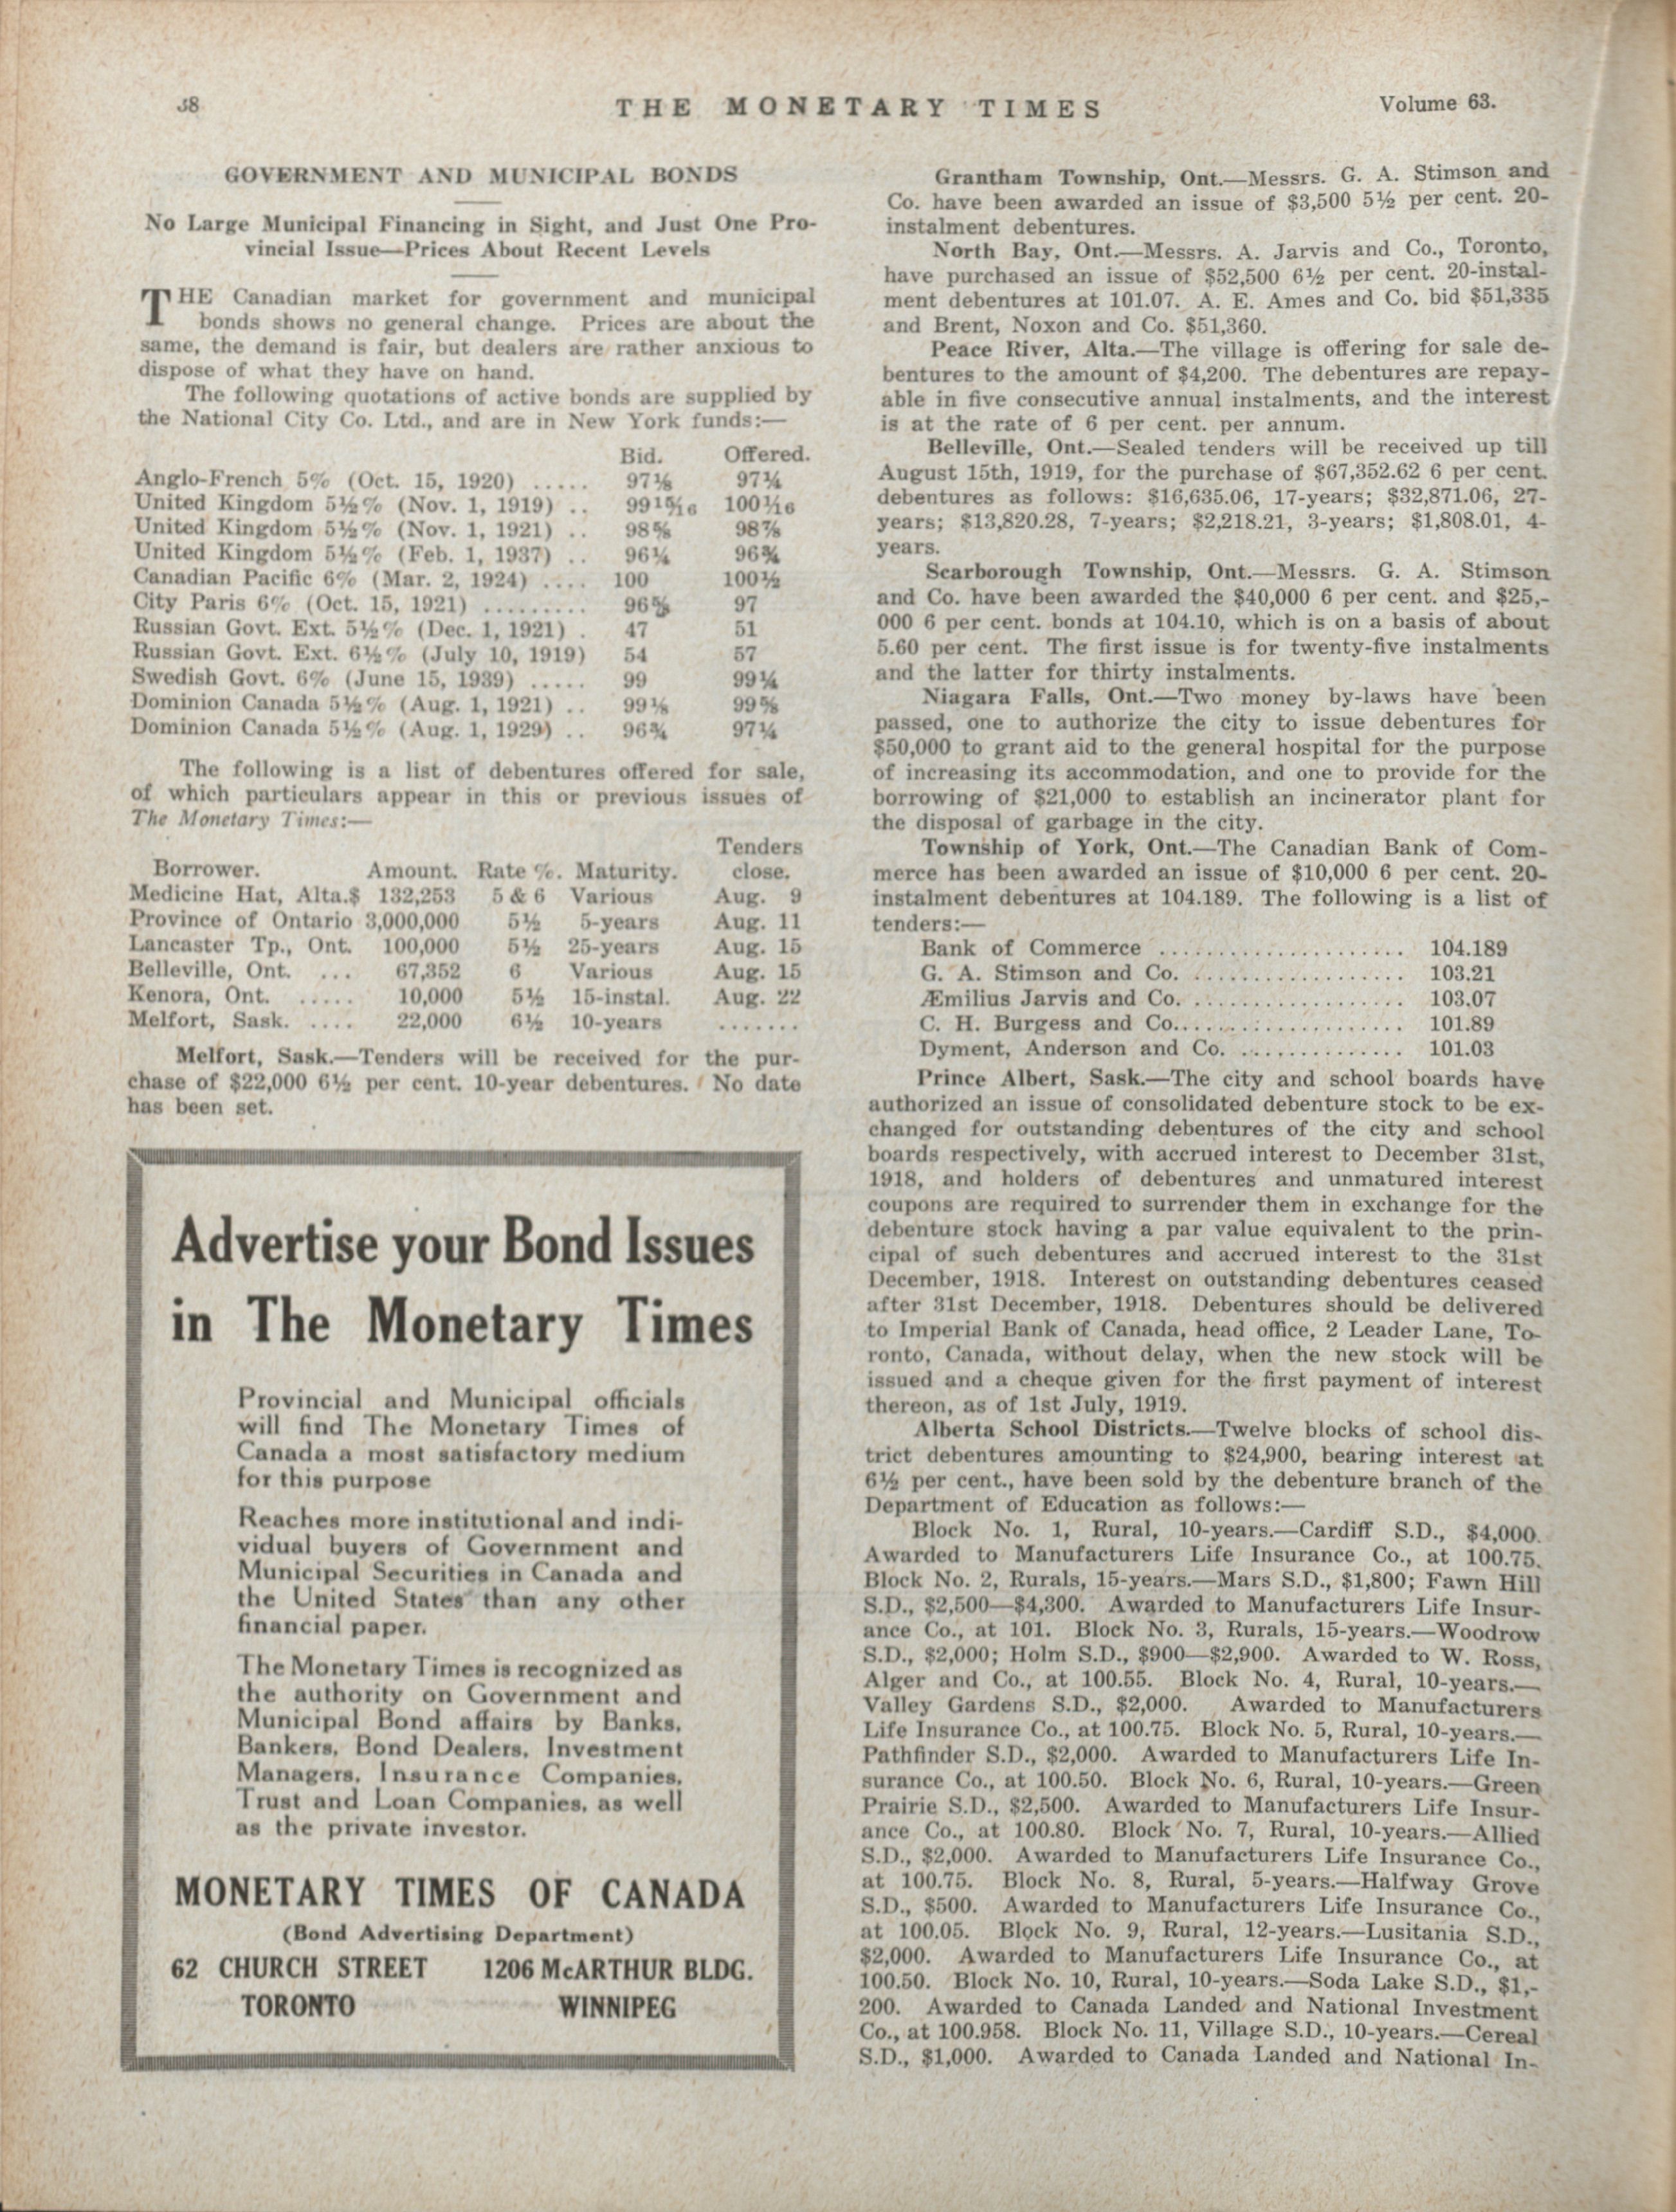 38
THE MONETARY TIMES
Volume 63.
GOVERNMENT AND MUNICIPAL BONDS
No Large Municipal Financing in Sight, and Just One Pro-
vincial Issue—Prices About Recent Levels
THE Canadian market for government and municipal
bonds shows no general change. Prices are about the
same, the demand is fair, but dealers are rather anxious to
dispose of what they have on hand.
The following quotations of active bonds are supplied by
the National City Co. Ltd., and are in New York funds:—
Bid. Offered.
Anglo-French 5% (Oct. 15, 1920) ..... 97⅛ 97¼
United Kingdom 5½% (Nov. 1, 1919) .. 99 15/16 100 1/16
United Kingdom 5½% (Nov. 1, 1921) .. 98⅝ 98⅞
United Kingdom 5½% (Feb. 1, 1937) .. 96¼ 96¾
Canadian Pacific 6% (Mar. 2, 1924) .... 100 100½
City Paris 6% (Oct. 15, 1921) ......... 96⅝ 97
Russian Govt. Ext. 5½% (Dec. 1, 1921) . 47 51
Russian Govt. Ext. 6½% (July 10, 1919) 54 57
Swedish Govt. 6% (June 15, 1939) ..... 99 99¼
Dominion Canada 5½% (Aug. 1, 1921) .. 99⅛ 99⅝
Dominion Canada 5½% (Aug. 1, 1929) .. 96¾ 97¼
The following is a list of debentures offered for sale,
of which particulars appear in this or previous issues of
The Monetary Times:—
Tenders
Borrower. Amount. Rate %. Maturity. close.
Medicine Hat, Alta.$ 132,253 5 & 6 Various Aug. 9
Province of Ontario 3,000,000 5½ 5-years Aug. 11
Lancaster Tp., Ont. 100,000 5½ 25-years Aug. 15
Belleville, Ont. ... 67,352 6 Various Aug. 15
Kenora, Ont. ..... 10,000 5½ 15-instal. Aug. 22
Melfort, Sask. .... 22,000 6½ 10-years .......
Melfort, Sask.—Tenders will be received for the pur-
chase of $22,000 6½ per cent. 10-year debentures. No date
has been set.
Advertise your Bond Issues
in The Monetary Times
Provincial and Municipal officials
will find The Monetary Times of
Canada a most satisfactory medium
for this purpose
Reaches more institutional and indi-
vidual buyers of Government and
Municipal Securities in Canada and
the United States than any other
financial paper.
The Monetary Times is recognized as
the authority on Government and
Municipal Bond affairs by Banks,
Bankers, Bond Dealers, Investment
Managers, Insurance Companies,
Trust and Loan Companies, as well
as the private investor.
MONETARY TIMES OF CANADA
(Bond Advertising Department)
62 CHURCH STREET 1206 McARTHUR BLDG.
TORONTO WINNIPEG
Grantham Township, Ont.—Messrs. G. A. Stimson and
Co. have been awarded an issue of $3,500 5½ per cent. 20-
instalment debentures.
North Bay, Ont.—Messrs. A. Jarvis and Co., Toronto,
have purchased an issue of $52,500 6½ per cent. 20-instal-
ment debentures at 101.07. A. E. Ames and Co. bid $51,335
and Brent, Noxon and Co. $51,360.
Peace River, Alta.—The village is offering for sale de-
bentures to the amount of $4,200. The debentures are repay-
able in five consecutive annual instalments, and the interest
is at the rate of 6 per cent. per annum.
Belleville, Ont.—Sealed tenders will be received up till
August 15th, 1919, for the purchase of $67,352.62 6 per cent.
debentures as follows: $16,635.06, 17-years; $32,871.06, 27-
years; $13,820.28, 7-years; $2,218.21, 3-years; $1,808.01, 4-
years.
Scarborough Township, Ont.—Messrs. G. A. Stimson
and Co. have been awarded the $40,000 6 per cent. and $25,-
000 6 per cent. bonds at 104.10, which is on a basis of about
5.60 per cent. The first issue is for twenty-five instalments
and the latter for thirty instalments.
Niagara Falls, Ont.—Two money by-laws have been
passed, one to authorize the city to issue debentures for
$50,000 to grant aid to the general hospital for the purpose
of increasing its accommodation, and one to provide for the
borrowing of $21,000 to establish an incinerator plant for
the disposal of garbage in the city.
Township of York, Ont.—The Canadian Bank of Com-
merce has been awarded an issue of $10,000 6 per cent. 20-
instalment debentures at 104.189. The following is a list of
tenders:—
Bank of Commerce .................... 104.189
G. A. Stimson and Co. .................. 103.21
Æmilius Jarvis and Co. .................. 103.07
C. H. Burgess and Co.................... 101.89
Dyment, Anderson and Co. .............. 101.03
Prince Albert, Sask.—The city and school boards have
authorized an issue of consolidated debenture stock to be ex-
changed for outstanding debentures of the city and school
boards respectively, with accrued interest to December 31st,
1918, and holders of debentures and unmatured interest
coupons are required to surrender them in exchange for the
debenture stock having a par value equivalent to the prin-
cipal of such debentures and accrued interest to the 31st
December, 1918. Interest on outstanding debentures ceased
after 31st December, 1918. Debentures should be delivered
to Imperial Bank of Canada, head office, 2 Leader Lane, To-
ronto, Canada, without delay, when the new stock will be
issued and a cheque given for the first payment of interest
thereon, as of 1st July, 1919.
Alberta School Districts.—Twelve blocks of school dis-
trict debentures amounting to $24,900, bearing interest at
6½ per cent., have been sold by the debenture branch of the
Department of Education as follows:—
Block No. 1, Rural, 10-years.—Cardiff S.D., $4,000.
Awarded to Manufacturers Life Insurance Co., at 100.75.
Block No. 2, Rurals, 15-years.—Mars S.D., $1,800; Fawn Hill
S.D., $2,500—$4,300. Awarded to Manufacturers Life Insur-
ance Co., at 101. Block No. 3, Rurals, 15-years.—Woodrow
S.D., $2,000; Holm S.D., $900—$2,900. Awarded to W. Ross,
Alger and Co., at 100.55. Block No. 4, Rural, 10-years.—
Valley Gardens S.D., $2,000. Awarded to Manufacturers
Life Insurance Co., at 100.75. Block No. 5, Rural, 10-years.—
Pathfinder S.D., $2,000. Awarded to Manufacturers Life In-
surance Co., at 100.50. Block No. 6, Rural, 10-years.—Green
Prairie S.D., $2,500. Awarded to Manufacturers Life Insur-
ance Co., at 100.80. Block No. 7, Rural, 10-years.—Allied
S.D., $2,000. Awarded to Manufacturers Life Insurance Co.,
at 100.75. Block No. 8, Rural, 5-years.—Halfway Grove
S.D., $500. Awarded to Manufacturers Life Insurance Co.,
at 100.05. Block No. 9, Rural, 12-years.—Lusitania S.D.,
$2,000. Awarded to Manufacturers Life Insurance Co., at
100.50. Block No. 10, Rural, 10-years.—Soda Lake S.D., $1,-
200. Awarded to Canada Landed and National Investment
Co., at 100.958. Block No. 11, Village S.D., 10-years.—Cereal
S.D., $1,000. Awarded to Canada Landed and National In-